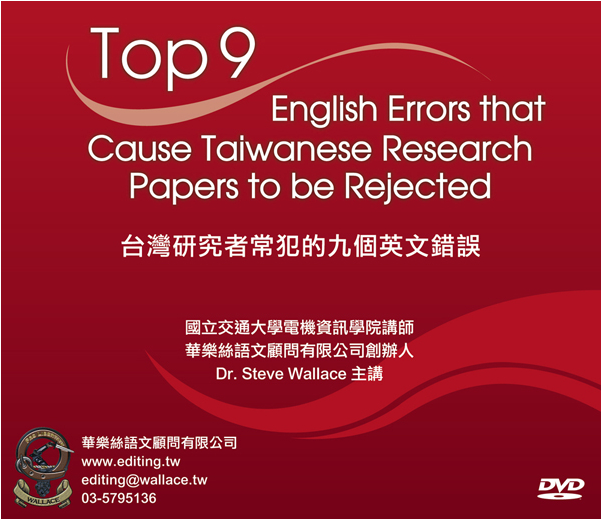 Top 9
English Errors that
Cause Taiwanese Research
Papers to be Rejected
台灣研究者常犯的九個英文錯誤
國立交通大學電機資訊學院講師
華樂絲語文顧問有限公司創辦人
Dr. Steve Wallace 主講
華樂絲語文顧問有限公司
www.editing.tw
editing@wallace.tw
03-5795136
WALLACE
DVD